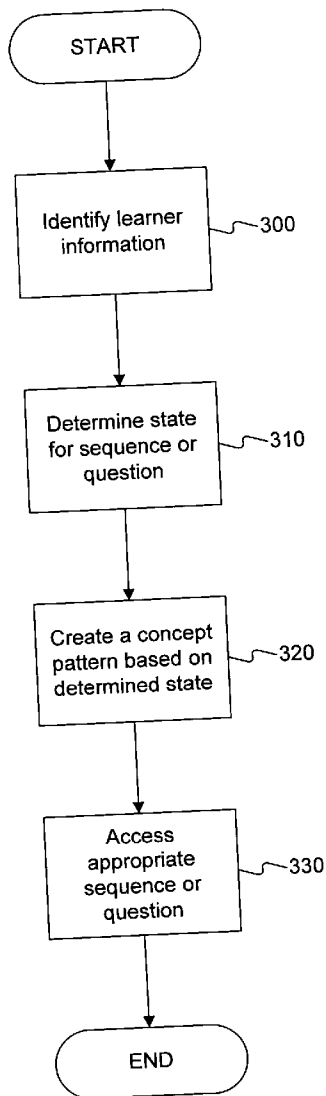 START
Identify learner
information
300
Determine state
for sequence or
question
310
Create a concept
pattern based on
determined state
320
Access
appropriate
sequence or
question
330
END